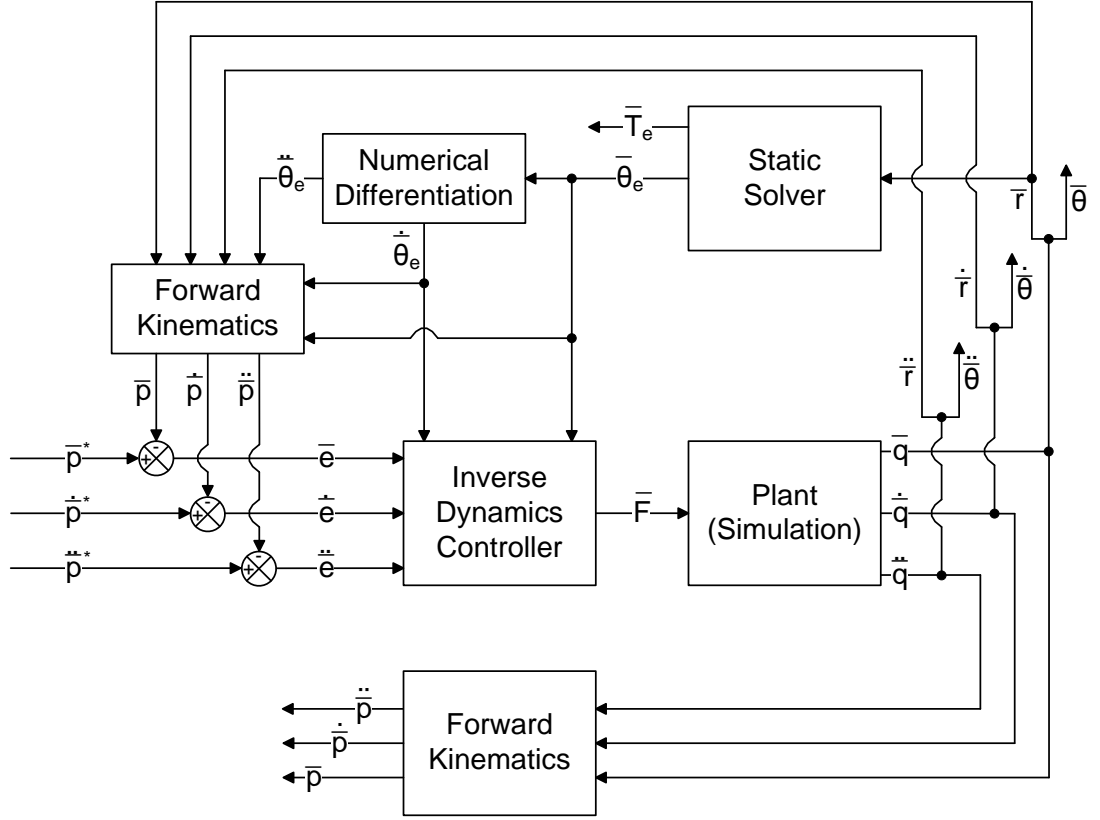 T̅ₑ
Numerical
Differentiation
Static
Solver
θ̈̅ₑ
θ̅ₑ
r̅
θ̅
θ̇̅ₑ
Forward
Kinematics
ṙ̅
θ̇̅
p̅
ṗ̅
p̈̅
r̈̅
θ̈̅
p̅*
-
+
e̅
Inverse
Dynamics
Controller
F̅
Plant
(Simulation)
q̅
ṗ̅*
-
+
ė̅
q̇̅
p̈̅*
-
+
ë̅
q̈̅
p̈̅
ṗ̅
p̅
Forward
Kinematics